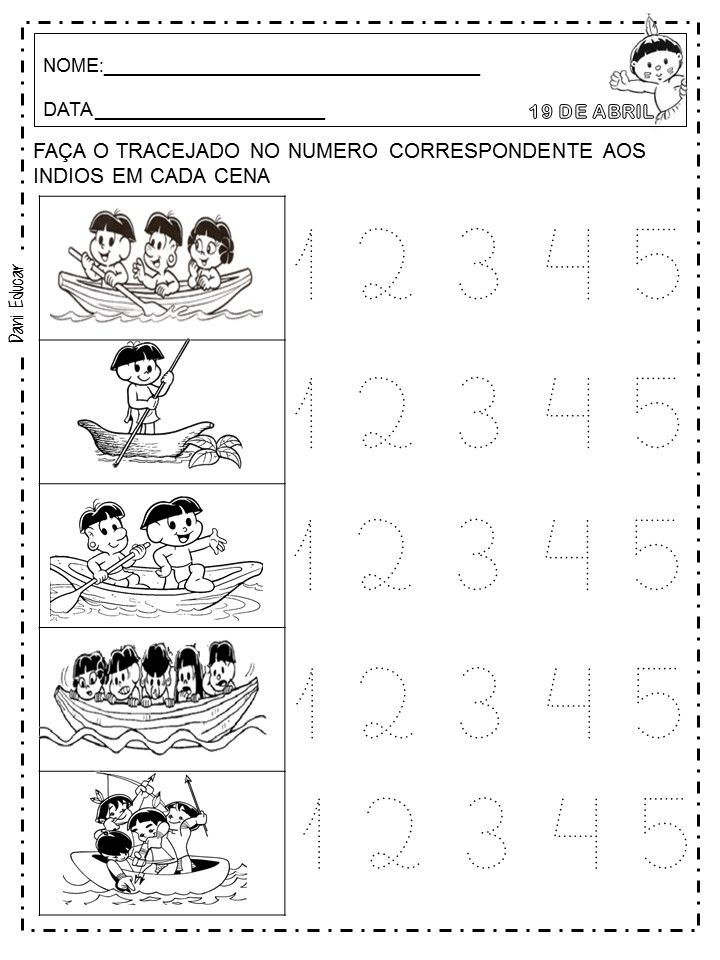 NOME:
DATA
19 DE ABRIL
FAÇA O TRACEJADO NO NUMERO CORRESPONDENTE AOS
INDIOS EM CADA CENA
Dani Educar
1 2 3 4 5
1 2 3 4 5
1 2 3 4 5
1 2 3 4 5
1 2 3 4 5